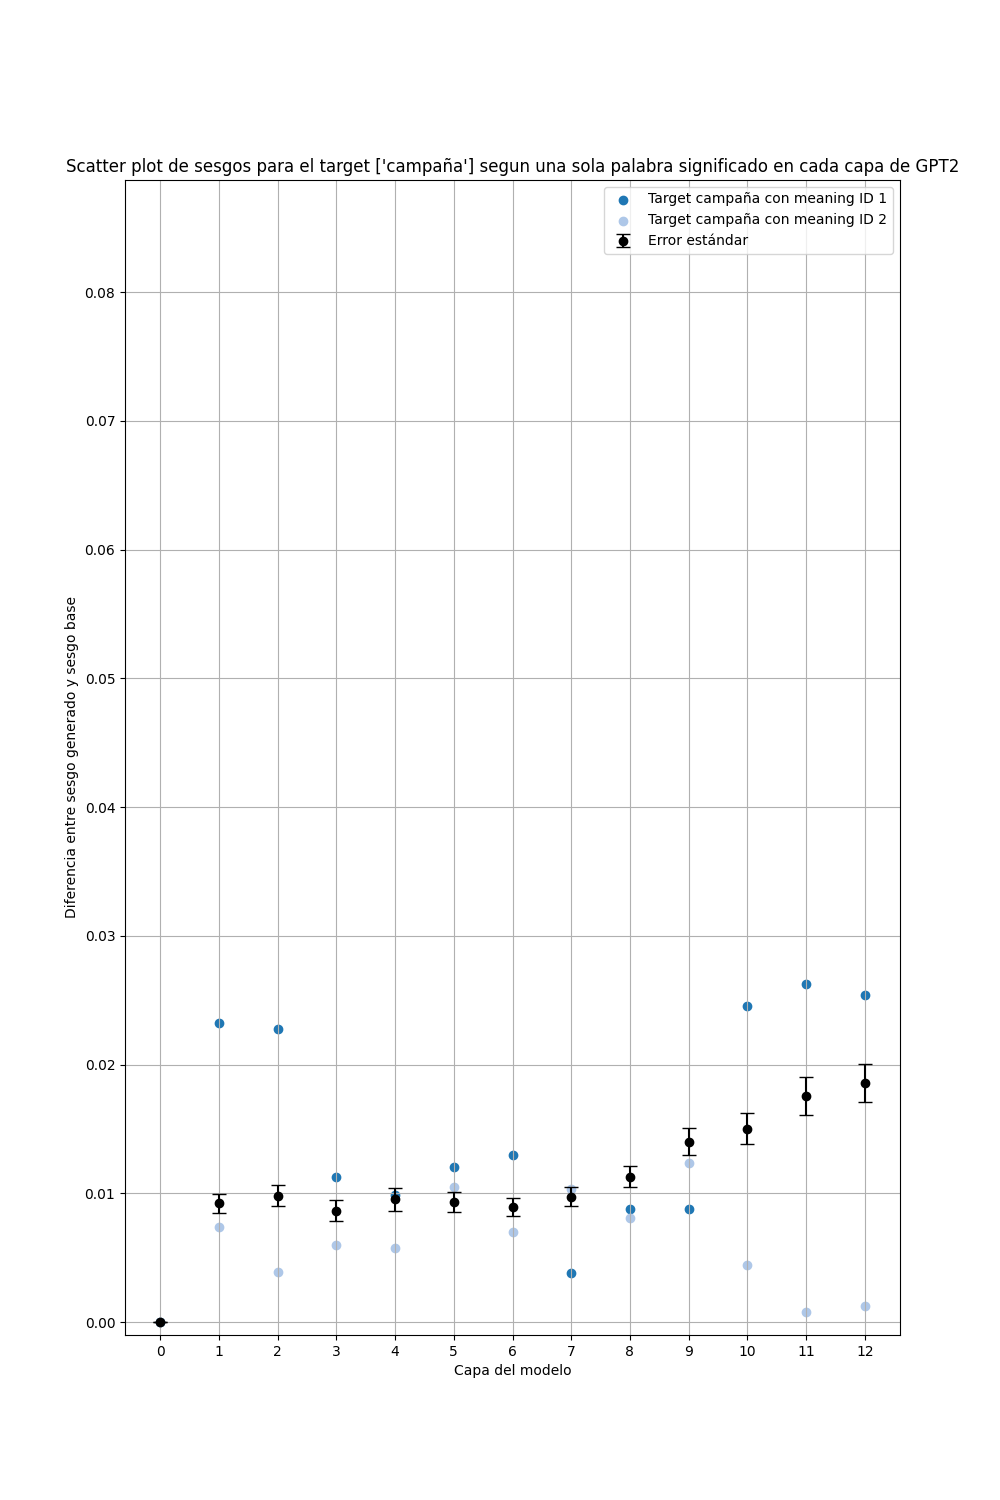 Scatter plot de sesgos para el target ['campaña'] segun una sola palabra significado en cada capa de GPT2
Target campaña con meaning ID 1
Target campaña con meaning ID 2
Error estándar
0.08
0.07
0.06
0.05
0.04
0.03
0.02
0.01
0.00
Diferencia entre sesgo generado y sesgo base
0 1 2 3 4 5 6 7 8 9 10 11 12
Capa del modelo